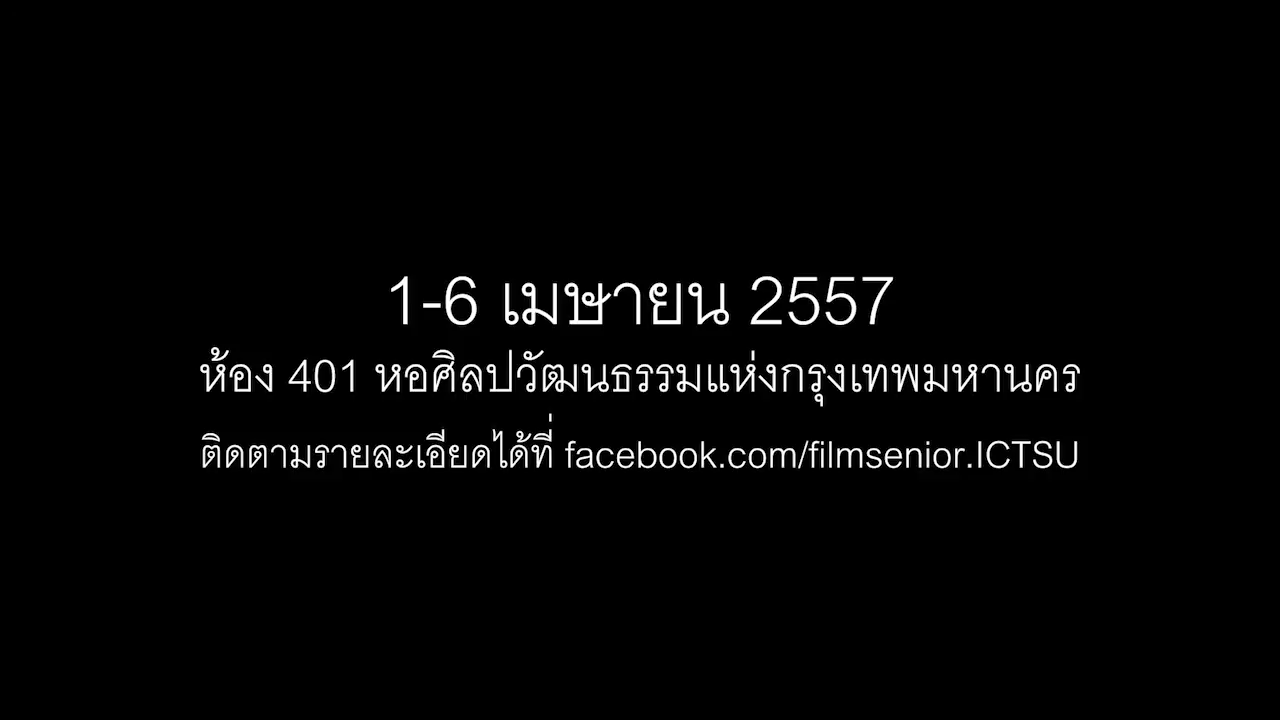 1-6 เมษายน 2557
ห้อง 401 หอศิลปวัฒนธรรมแห่งกรุงเทพมหานคร
ติดตามรายละเอียดได้ที่ facebook.com/filmsenior.ICTSU